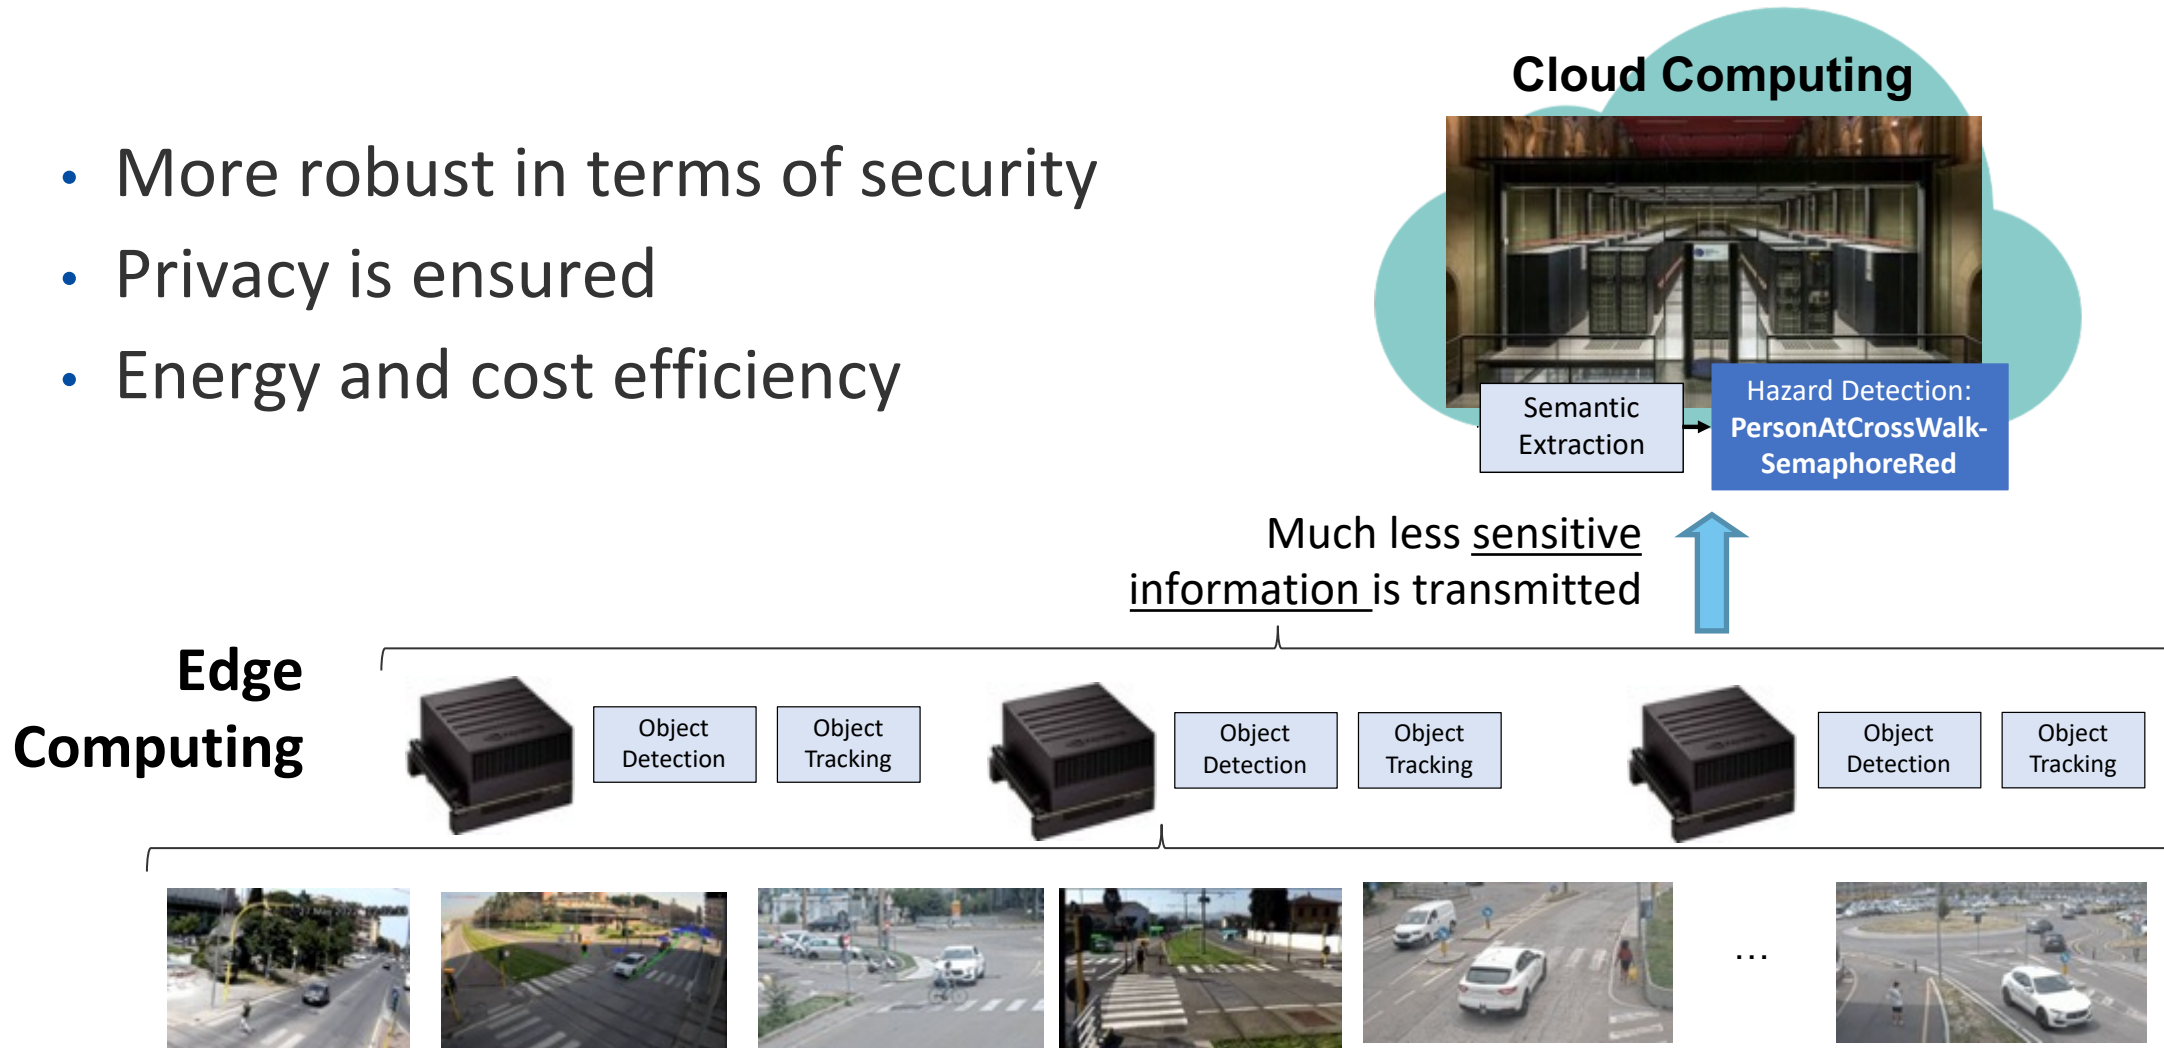 Cloud Computing
• More robust in terms of security
• Privacy is ensured
• Energy and cost efficiency
Semantic
Extraction
Hazard Detection:
PersonAtCrossWalk-
SemaphoreRed
Much less sensitive
information is transmitted
Edge
Computing
Object
Detection
Object
Tracking
Object
Detection
Object
Tracking
Object
Detection
Object
Tracking
...